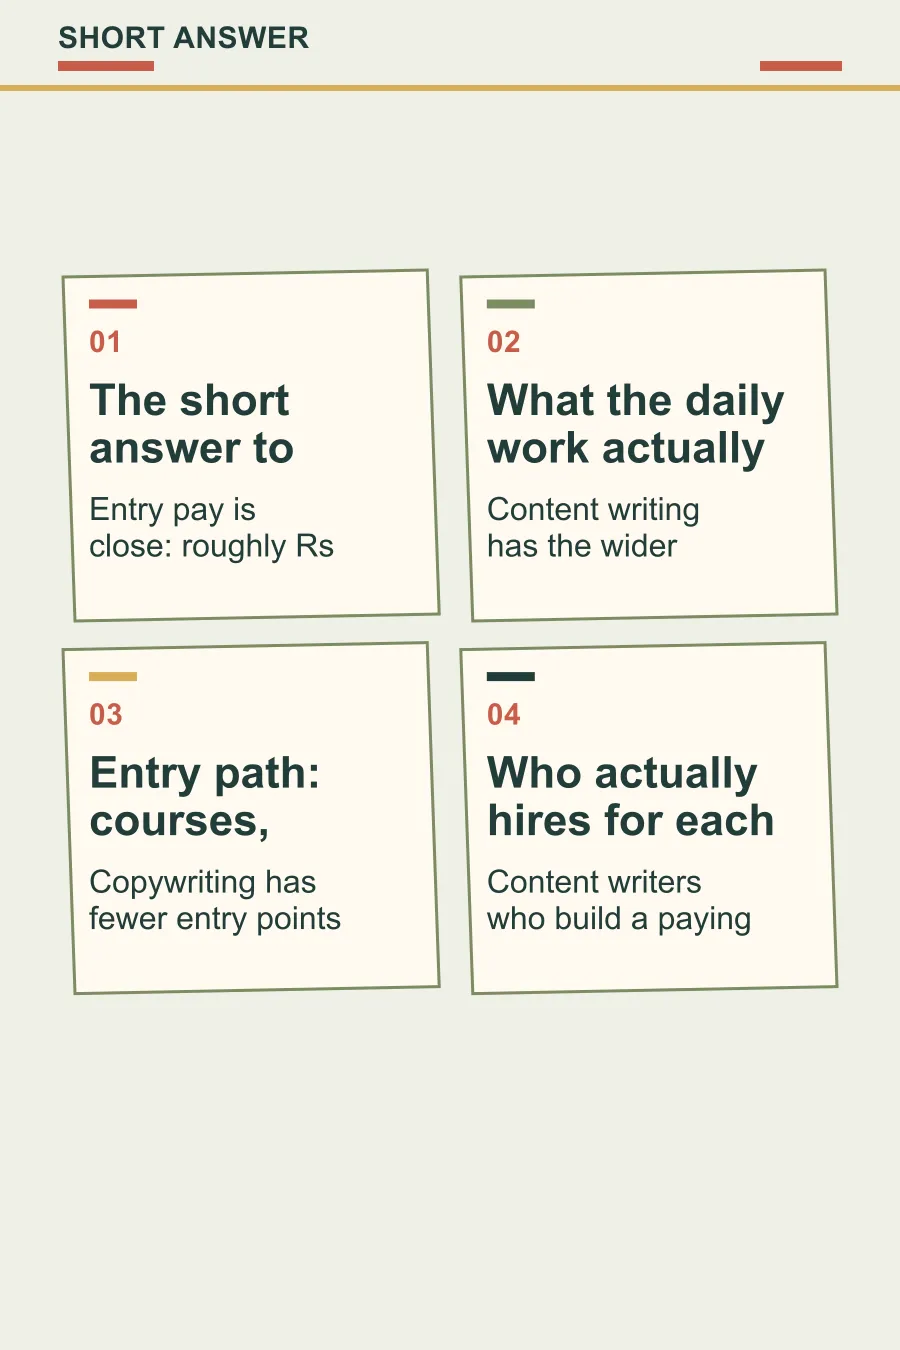 SHORT ANSWER
01
The short
answer to
Entry pay is
close: roughly Rs
02
What the daily
work actually
Content writing
has the wider
03
Entry path:
courses,
Copywriting has
fewer entry points
04
Who actually
hires for each
Content writers
who build a paying